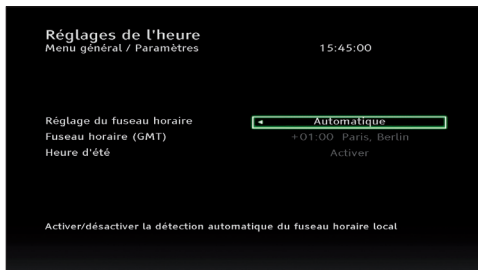 Réglages de l'heure
Menu général / Paramètres 15:45:00
Réglage du fuseau horaire Automatique
Fuseau horaire (GMT) +01:00 Paris, Berlin
Heure d'été Activer
Activer/désactiver la détection automatique du fuseau horaire local